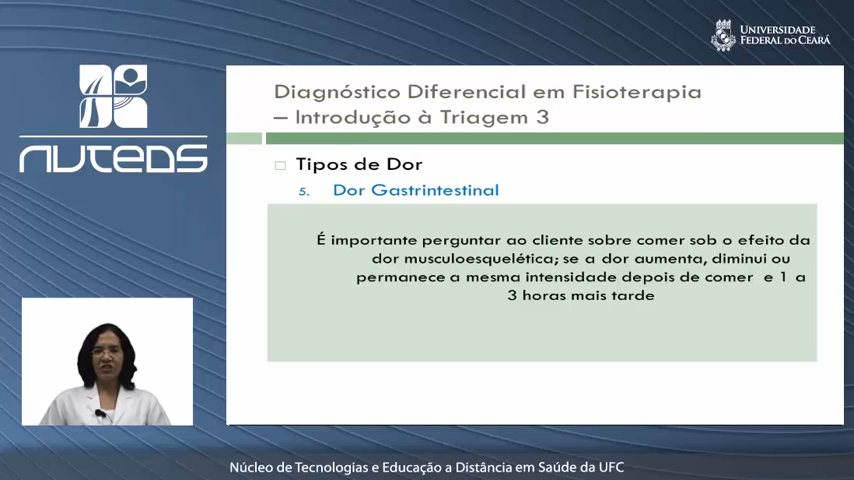 UNIVERSIDADE
FEDERAL DO CEARÁ
NUTEDS
Diagnóstico Diferencial em Fisioterapia
– Introdução à Triagem 3
Tipos de Dor
5. Dor Gastrintestinal
É importante perguntar ao cliente sobre comer sob o efeito da
dor musculoesquelética; se a dor aumenta, diminui ou
permanece a mesma intensidade depois de comer e 1 a
3 horas mais tarde
Núcleo de Tecnologias e Educação a Distância em Saúde da UFC